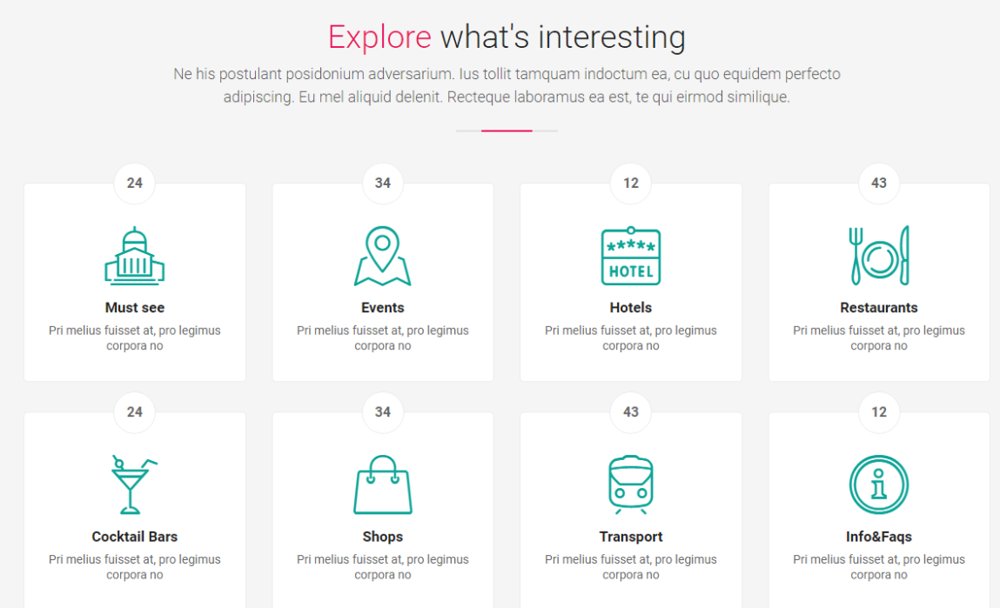 Explore what's interesting
Ne his postulant posidonium adversarium. Ius tollit tamquam indoctum ea, cu quo equidem perfecto
adipiscing. Eu mel aliquid delenit. Recteque laboramus ea est, te qui eirmod similique.
24
Must see
Pri melius fuisset at, pro legimus
corpora no
34
Events
Pri melius fuisset at, pro legimus
corpora no
12
*****
HOTEL
Hotels
Pri melius fuisset at, pro legimus
corpora no
43
Restaurants
Pri melius fuisset at, pro legimus
corpora no
24
Cocktail Bars
Pri melius fuisset at, pro legimus
corpora no
34
Shops
Pri melius fuisset at, pro legimus
corpora no
43
Transport
Pri melius fuisset at, pro legimus
corpora no
12
i
Info&Faqs
Pri melius fuisset at, pro legimus
corpora no